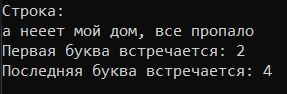 Строка:
а нееет мой дом, все пропало
Первая буква встречается: 2
Последняя буква встречается: 4